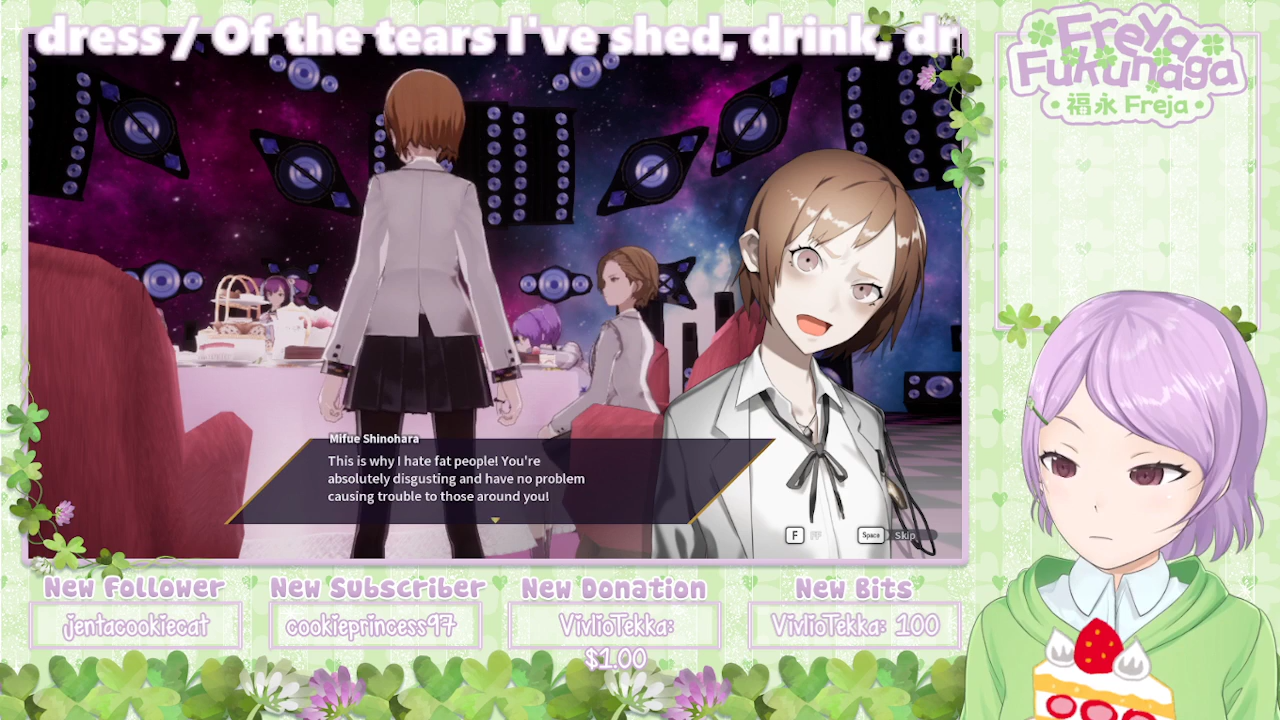 dress / Of the tears I've shed, drink, dr
Freya
Fukunaga
福永 Freja
Mifue Shinohara
This is why I hate fat people! You're
absolutely disgusting and have no problem
causing trouble to those around you!
F FF Space Skip
New Follower
jentacookiecat
New Subscriber
cookieprincess97
New Donation
VivlioTekka:
$1.00
New Bits
VivlioTekka: 100